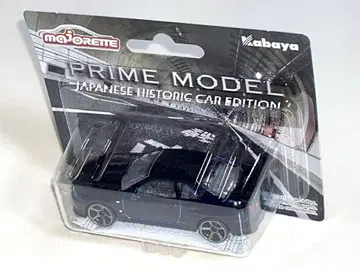 majorette
Kabaya
PRIME MODEL
JAPANESE HISTORIC CAR EDITION